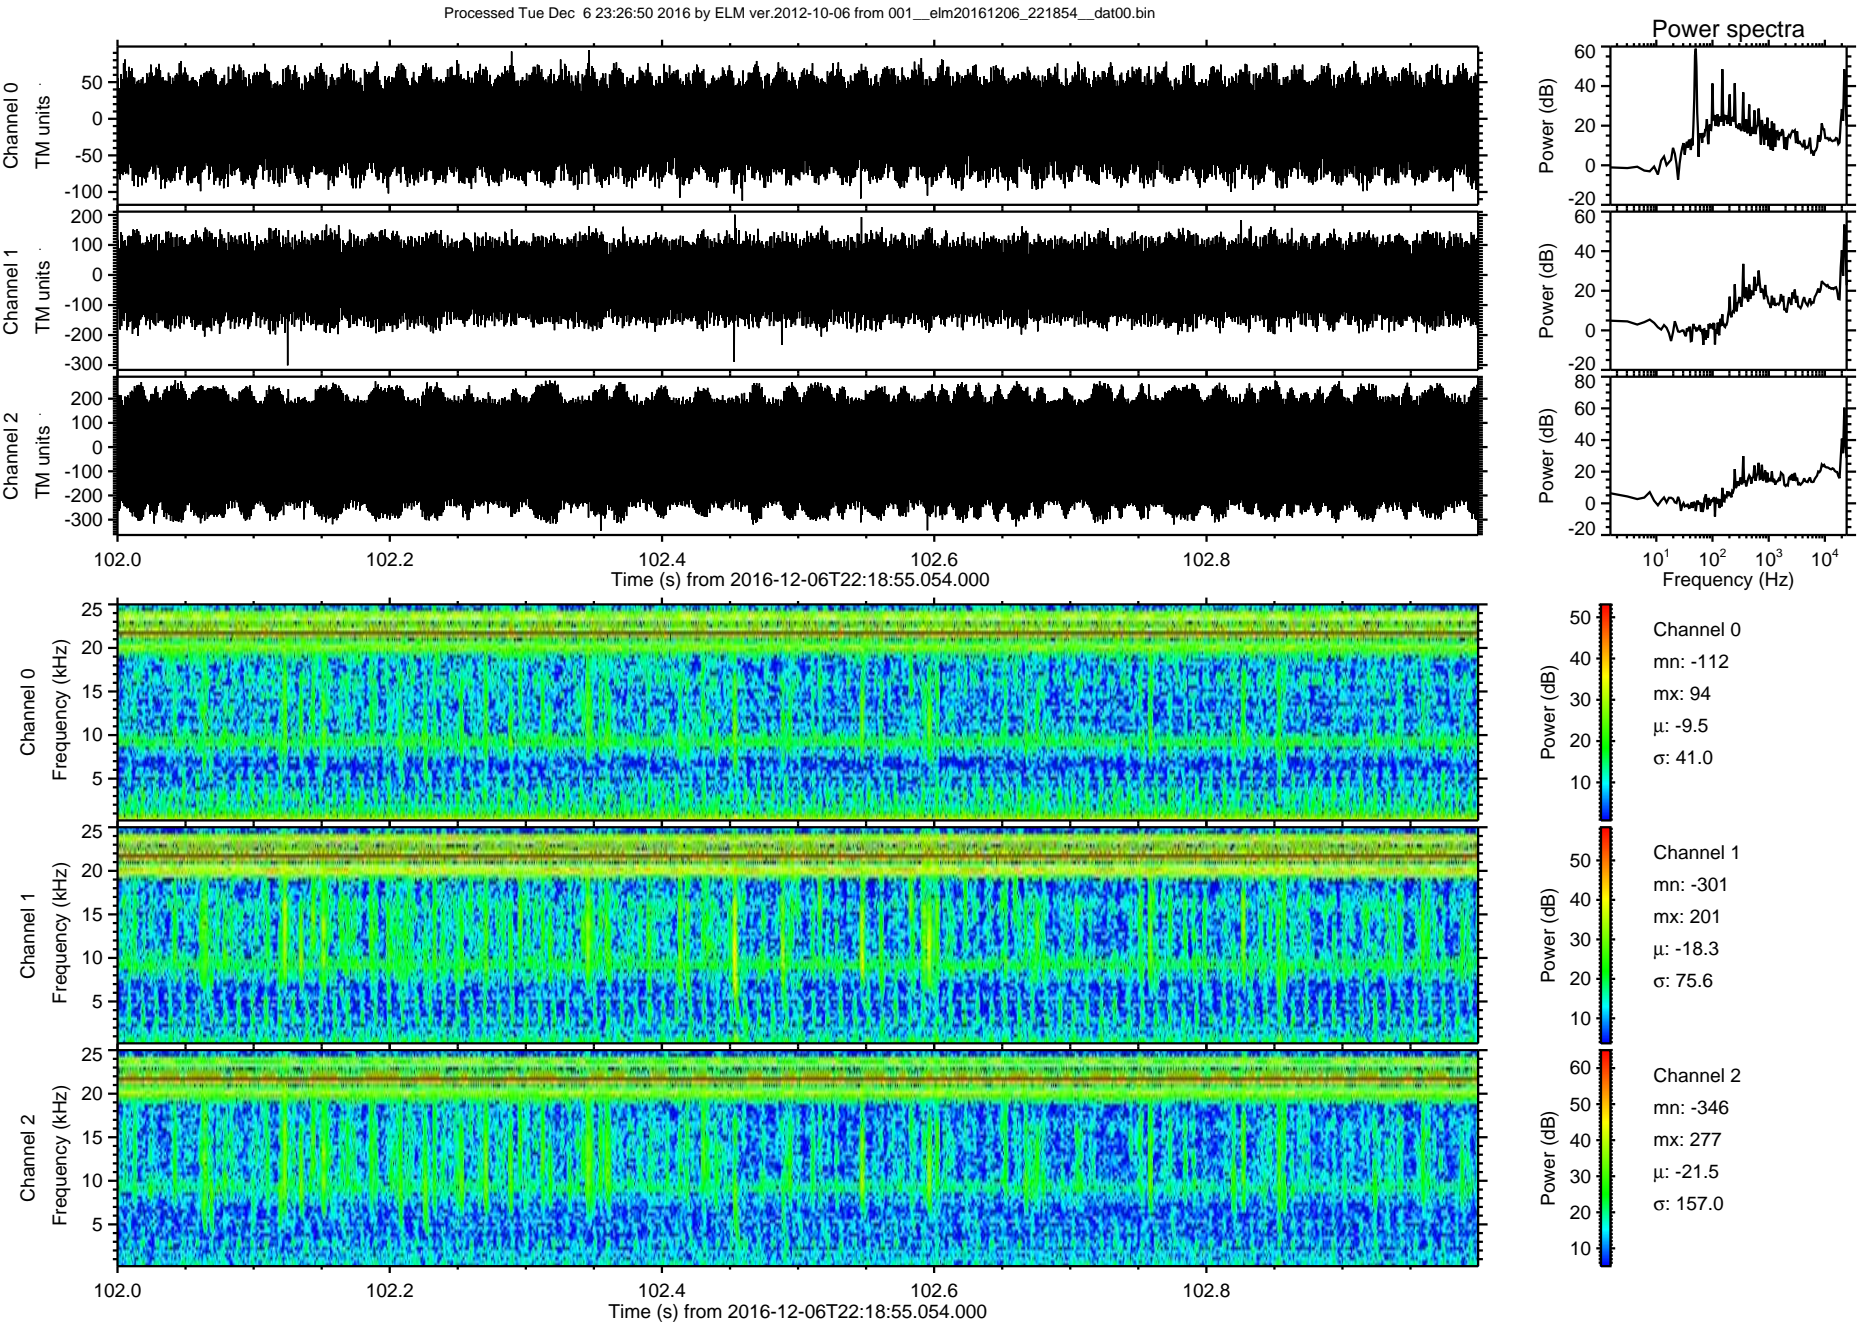 Processed Tue Dec  6 23:26:50 2016 by ELM ver.2012-10-06 from 001__elm20161206_221854__dat00.bin
Power spectra
Channel 0
TM units
50
0
-50
-100
Power (dB)
60
40
20
0
-20
Channel 1
TM units
200
100
0
-100
-200
-300
Power (dB)
60
40
20
0
-20
Channel 2
TM units
200
100
0
-100
-200
-300
Power (dB)
80
60
40
20
0
-20
102.0 102.2 102.4 102.6 102.8
Time (s) from 2016-12-06T22:18:55.054.000
10^1 10^2 10^3 10^4
Frequency (Hz)
Channel 0
Frequency (kHz)
25
20
15
10
5
Power (dB)
50
40
30
20
10
Channel 0
mn: -112
mx: 94
μ: -9.5
σ: 41.0
Channel 1
Frequency (kHz)
25
20
15
10
5
Power (dB)
50
40
30
20
10
Channel 1
mn: -301
mx: 201
μ: -18.3
σ: 75.6
Channel 2
Frequency (kHz)
25
20
15
10
5
Power (dB)
60
50
40
30
20
10
Channel 2
mn: -346
mx: 277
μ: -21.5
σ: 157.0
102.0 102.2 102.4 102.6 102.8
Time (s) from 2016-12-06T22:18:55.054.000